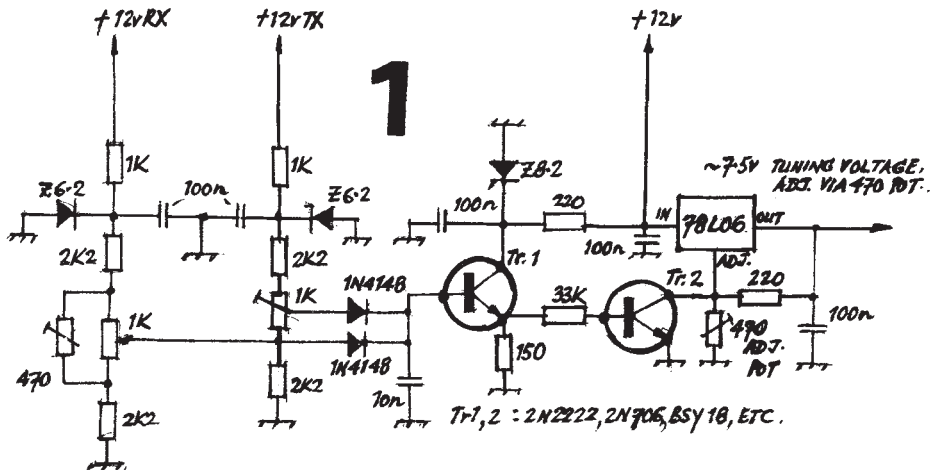 +12v RX
+12v TX
+12v
1
1K
1K
Z8·2
~7·5V TUNING VOLTAGE.
ADJ. VIA 470 POT.
Z6·2
100n
Z6·2
100n
220
IN
78L06
OUT
2K2
2K2
Tr.1
100n
ADJ.
1N4148
Tr.2
220
1K
1K
33K
100n
470
ADJ.
POT
470
1N4148
150
2K2
2K2
10n
Tr1,2 = 2N2222, 2N706, BSY18, ETC.